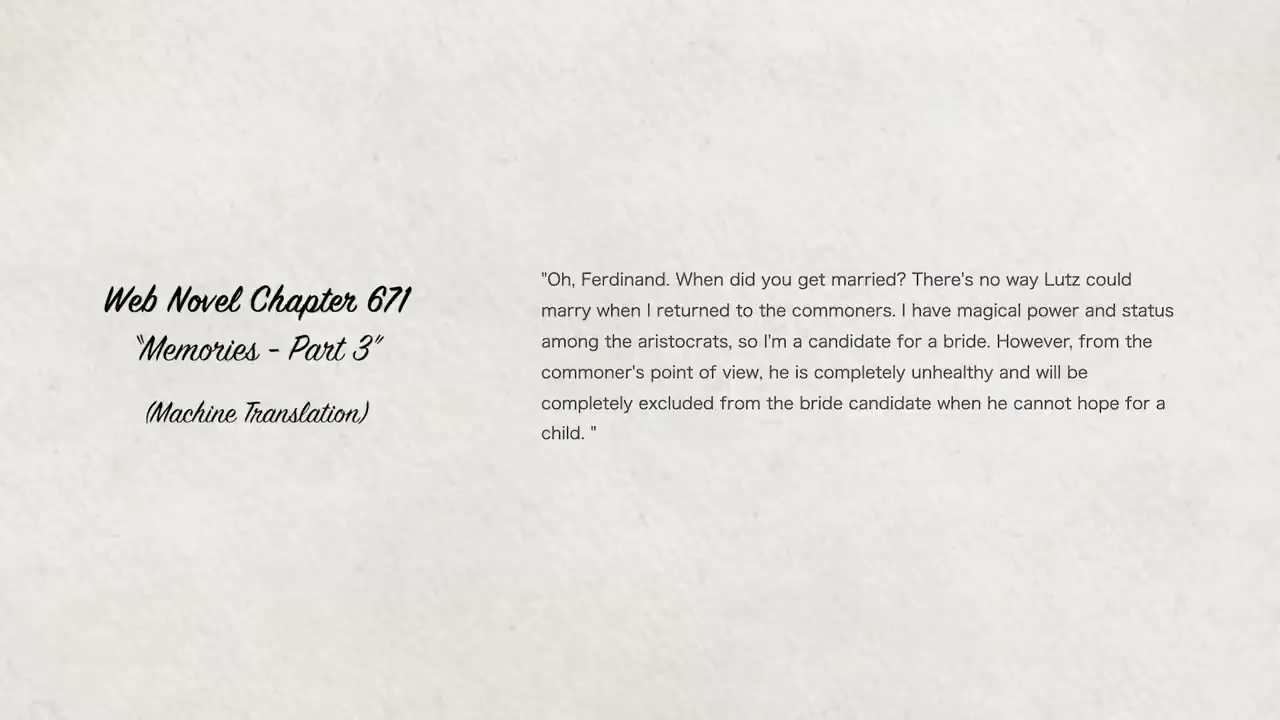 Web Novel Chapter 671
"Memories - Part 3"
(Machine Translation)
"Oh, Ferdinand. When did you get married? There's no way Lutz could
marry when I returned to the commoners. I have magical power and status
among the aristocrats, so I'm a candidate for a bride. However, from the
commoner's point of view, he is completely unhealthy and will be
completely excluded from the bride candidate when he cannot hope for a
child. "